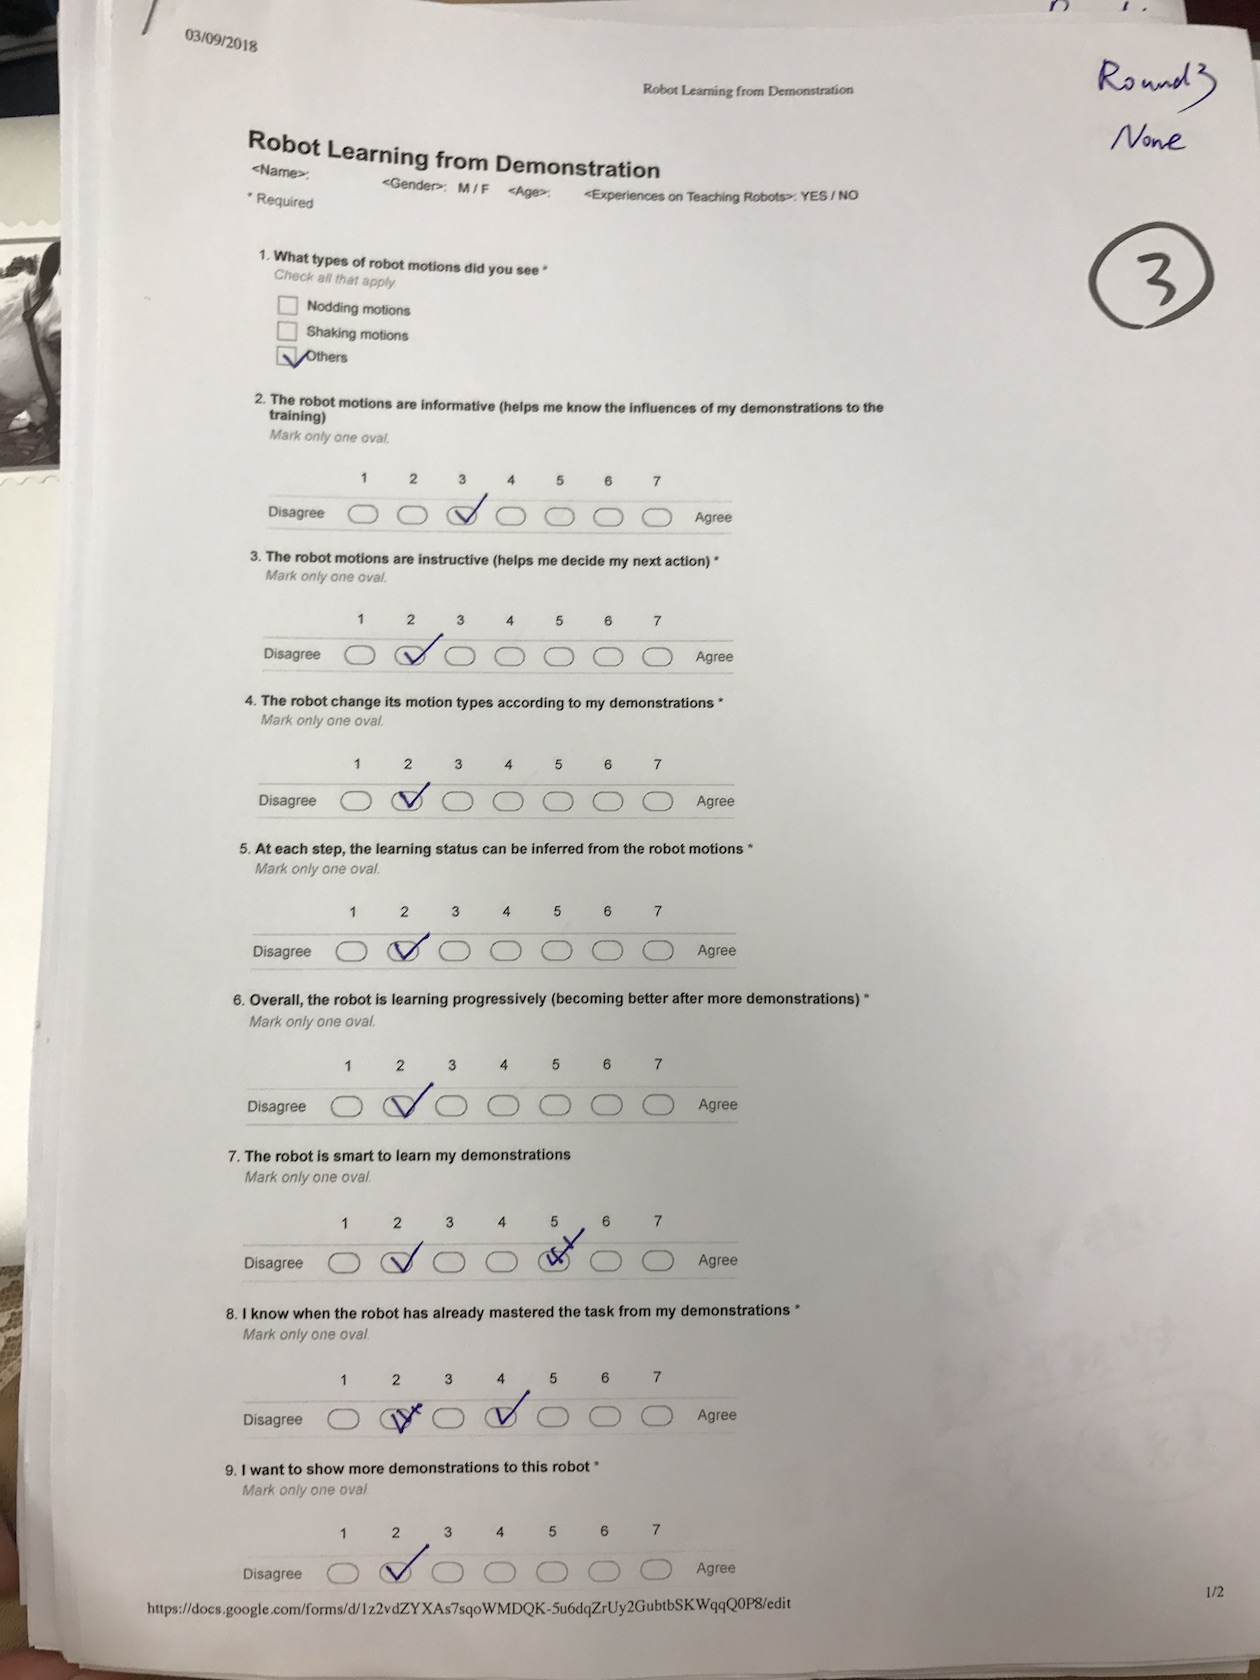 03/09/2018
Robot Learning from Demonstration
Round 3
None
3
Robot Learning from Demonstration
<Name>: <Gender>: M / F <Age>: <Experiences on Teaching Robots>: YES / NO
* Required
1. What types of robot motions did you see *
Check all that apply.
Nodding motions
Shaking motions
Others
2. The robot motions are informative (helps me know the influences of my demonstrations to the
training)
Mark only one oval.
1 2 3 4 5 6 7
Disagree Agree
3. The robot motions are instructive (helps me decide my next action) *
Mark only one oval.
1 2 3 4 5 6 7
Disagree Agree
4. The robot change its motion types according to my demonstrations *
Mark only one oval.
1 2 3 4 5 6 7
Disagree Agree
5. At each step, the learning status can be inferred from the robot motions *
Mark only one oval.
1 2 3 4 5 6 7
Disagree Agree
6. Overall, the robot is learning progressively (becoming better after more demonstrations) *
Mark only one oval.
1 2 3 4 5 6 7
Disagree Agree
7. The robot is smart to learn my demonstrations
Mark only one oval.
1 2 3 4 5 6 7
Disagree Agree
8. I know when the robot has already mastered the task from my demonstrations *
Mark only one oval.
1 2 3 4 5 6 7
Disagree Agree
9. I want to show more demonstrations to this robot *
Mark only one oval.
1 2 3 4 5 6 7
Disagree Agree
https://docs.google.com/forms/d/1z2vdZYXAs7sqoWMDQK-5u6dqZrUy2GubtbSKWqqQ0P8/edit
1/2